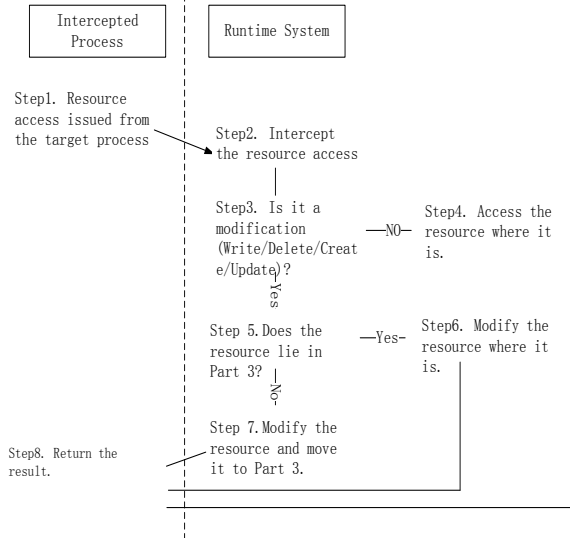 Intercepted
Process
Runtime System
Step1. Resource
access issued from
the target process
Step2. Intercept
the resource access
Step3. Is it a
modification
(Write/Delete/Creat
e/Update)?
NO
Step4. Access the
resource where it
is.
Yes
Step 5.Does the
resource lie in
Part 3?
Yes
Step6. Modify the
resource where it
is.
No
Step 7.Modify the
resource and move
it to Part 3.
Step8. Return the
result.